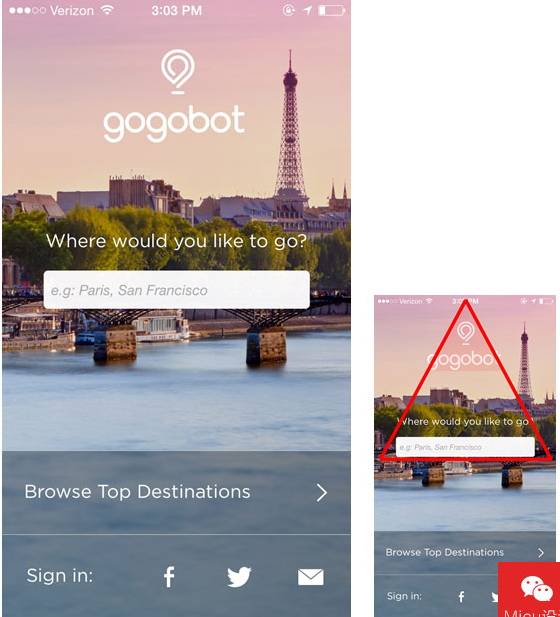 Verizon 3:03 PM
gogobot
Where would you like to go?
e.g: Paris, San Francisco
Browse Top Destinations
Sign in:
Verizon 3:03 PM
gogobot
Where would you like to go
e.g: Paris, San Francisco
Browse Top Destinations
Sign in: